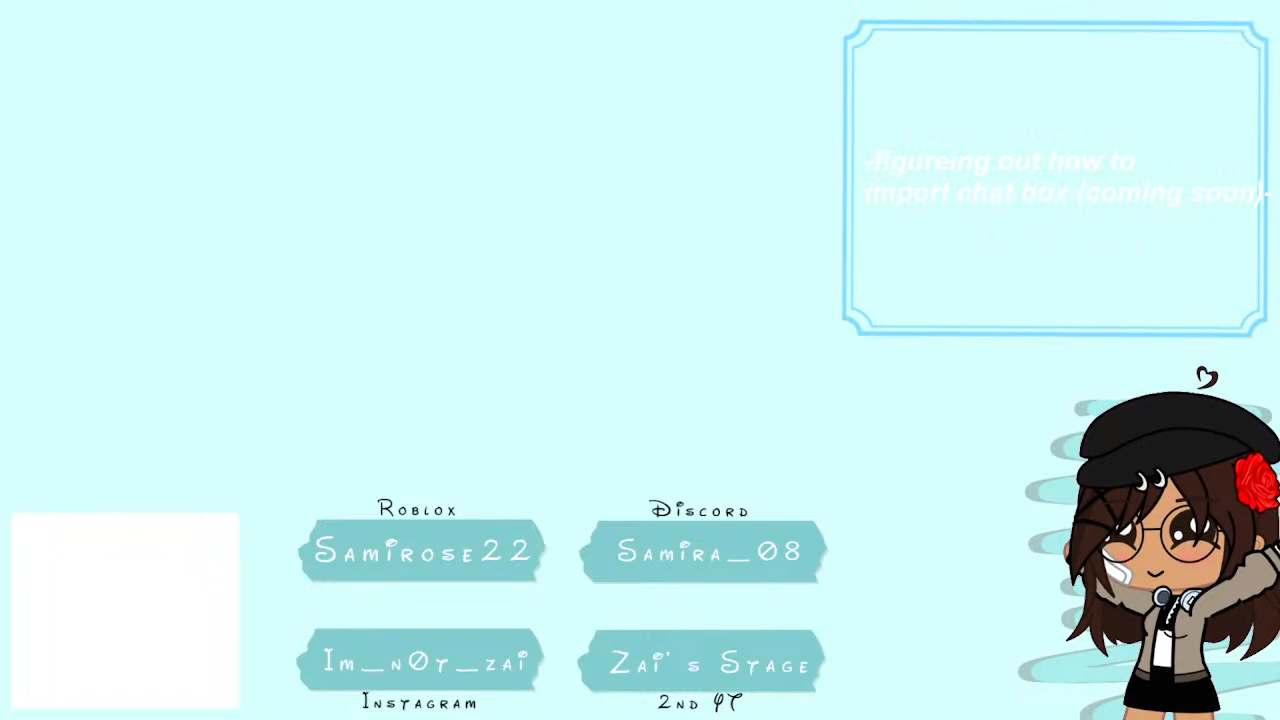 -figureing out how to
import chat box (coming soon)-
Roblox
Samirose22
Discord
Samira_08
Im_n0t_zai
Instagram
Zai's Stage
2nd YT